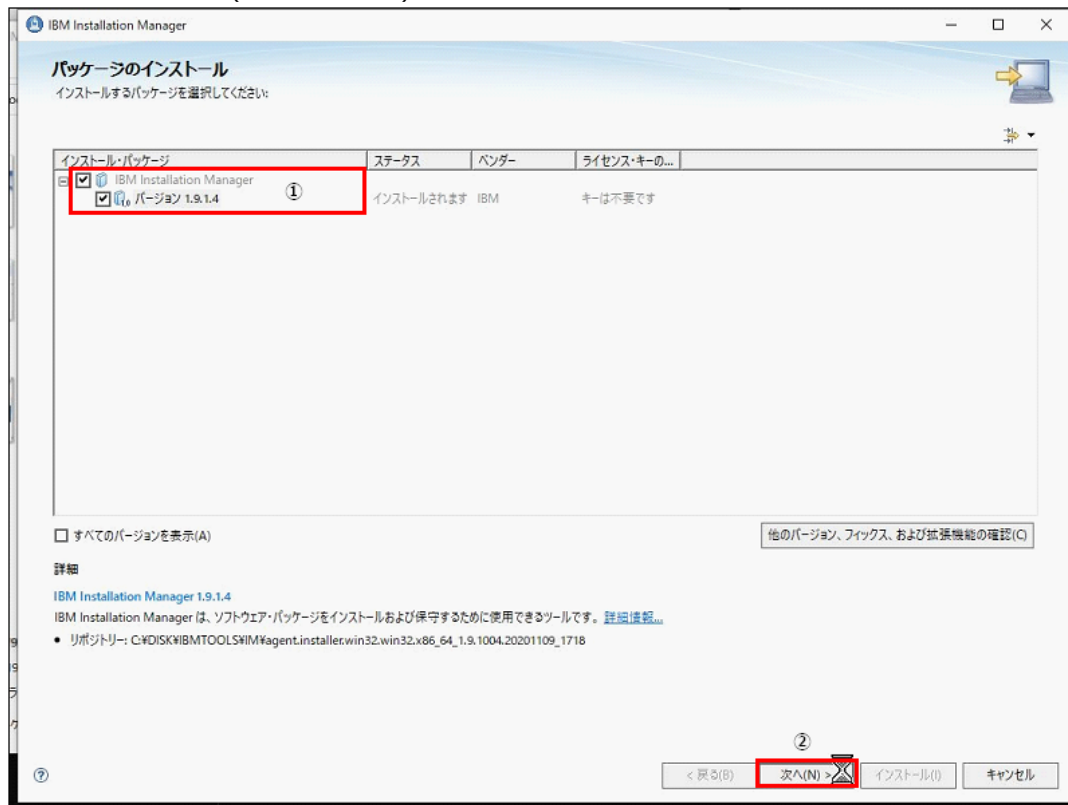 IBM Installation Manager
パッケージのインストール
インストールするパッケージを選択してください:
インストール・パッケージ ステータス ベンダー ライセンス・キーの...
IBM Installation Manager
①
バージョン 1.9.1.4 インストールされます IBM キーは不要です
すべてのバージョンを表示(A) 他のバージョン、フィックス、および拡張機能の確認(C)
詳細
IBM Installation Manager 1.9.1.4
IBM Installation Manager は、ソフトウェア・パッケージをインストールおよび保守するために使用できるツールです。 詳細情報...
• リポジトリー: C:¥DISK¥IBMTOOLS¥IM¥agent.installer.win32.win32.x86_64_1.9.1004.20201109_1718
②
< 戻る(B) 次へ(N) > インストール(I) キャンセル